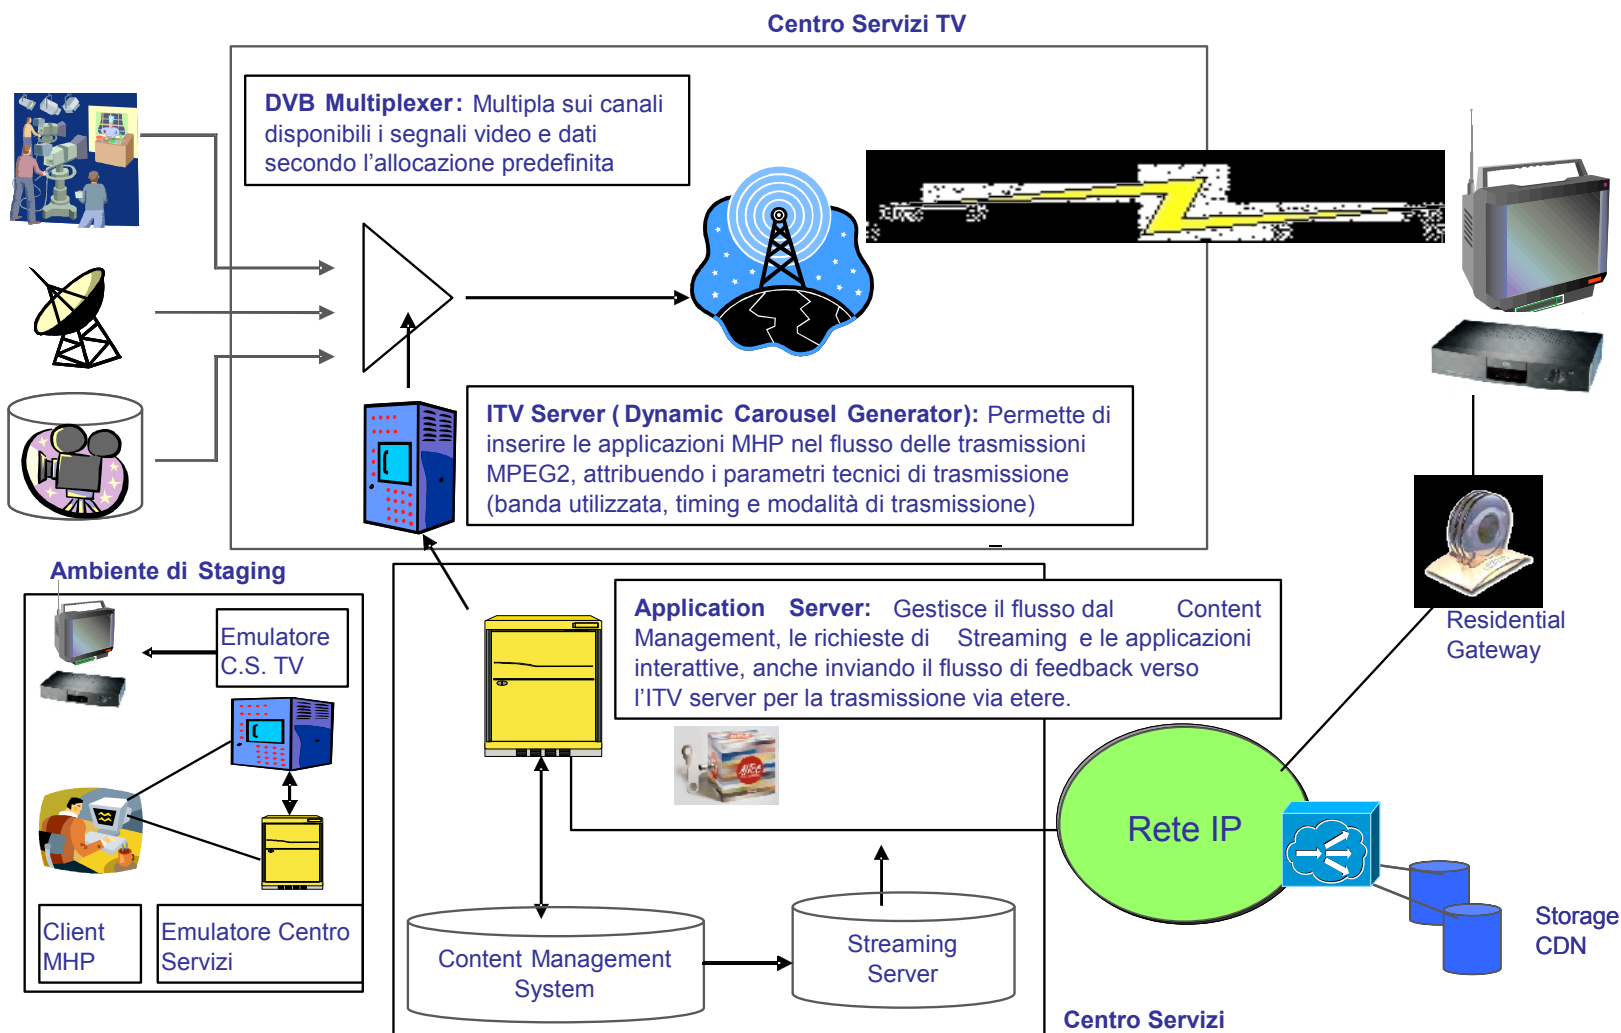 Centro Servizi TV
DVB Multiplexer: Multipla sui canali
disponibili i segnali video e dati
secondo l'allocazione predefinita
ITV Server ( Dynamic Carousel Generator): Permette di
inserire le applicazioni MHP nel flusso delle trasmissioni
MPEG2, attribuendo i parametri tecnici di trasmissione
(banda utilizzata, timing e modalità di trasmissione)
Ambiente di Staging
Emulatore
C.S. TV
Client
MHP
Emulatore Centro
Servizi
Application Server: Gestisce il flusso dal Content
Management, le richieste di Streaming e le applicazioni
interattive, anche inviando il flusso di feedback verso
l'ITV server per la trasmissione via etere.
Residential
Gateway
Rete IP
Content Management
System
Streaming
Server
Storage
CDN
Centro Servizi